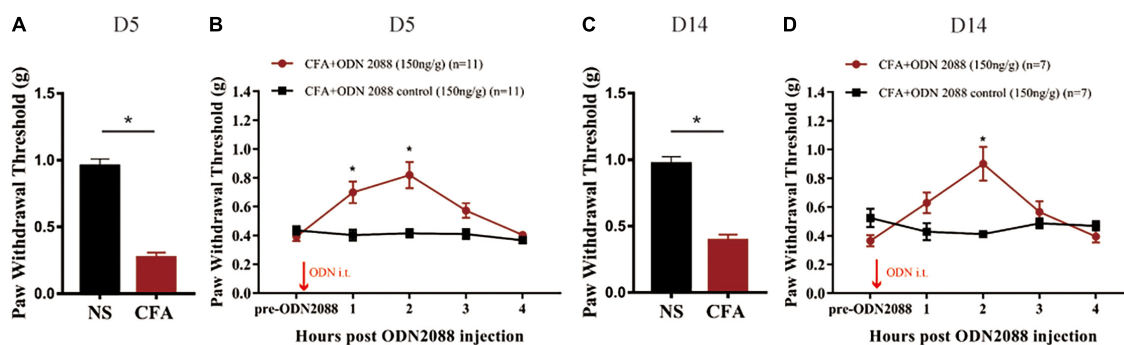 A
D5
Paw Withdrawal Threshold (g)
1.5
1.0
0.5
0.0
*
NS
CFA
B
D5
CFA+ODN 2088 (150ng/g) (n=11)
CFA+ODN 2088 control (150ng/g) (n=11)
Paw Withdrawal Threshold (g)
1.4
1.2
1.0
0.8
0.6
0.4
0.2
0.0
*
*
ODN i.t.
pre-ODN2088
1
2
3
4
Hours post ODN2088 injection
C
D14
Paw Withdrawal Threshold (g)
1.5
1.0
0.5
0.0
*
NS
CFA
D
D14
CFA+ODN 2088 (150ng/g) (n=7)
CFA+ODN 2088 control (150ng/g) (n=7)
Paw Withdrawal Threshold (g)
1.4
1.2
1.0
0.8
0.6
0.4
0.2
0.0
*
ODN i.t.
pre-ODN2088
1
2
3
4
Hours post ODN2088 injection